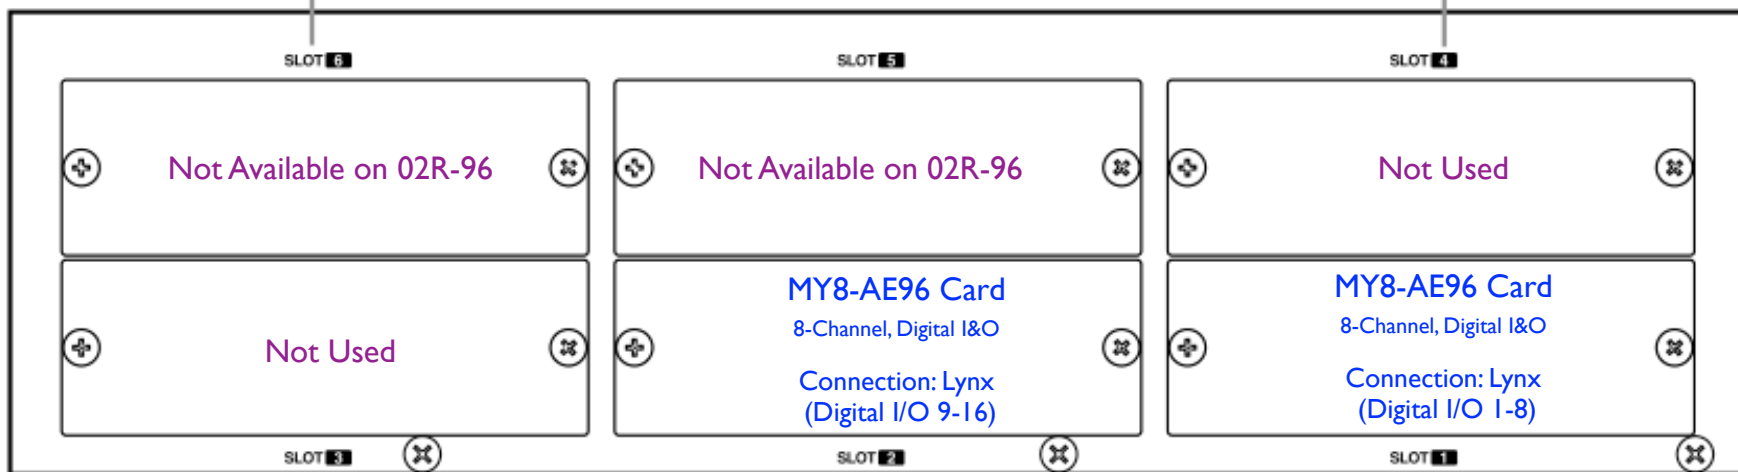 SLOT 6
SLOT 5
SLOT 4
Not Available on 02R-96
Not Available on 02R-96
Not Used
Not Used
MY8-AE96 Card
8-Channel, Digital I&O
Connection: Lynx
(Digital I/O 9-16)
MY8-AE96 Card
8-Channel, Digital I&O
Connection: Lynx
(Digital I/O 1-8)
SLOT 3
SLOT 2
SLOT 1